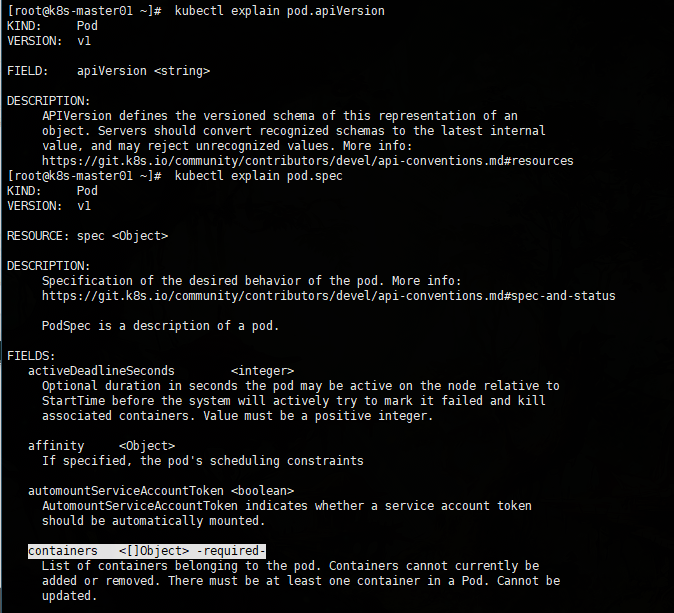 [root@k8s-master01 ~]#  kubectl explain pod.apiVersion
KIND:     Pod
VERSION:  v1
FIELD:    apiVersion <string>
DESCRIPTION:
     APIVersion defines the versioned schema of this representation of an
     object. Servers should convert recognized schemas to the latest internal
     value, and may reject unrecognized values. More info:
     https://git.k8s.io/community/contributors/devel/api-conventions.md#resources
[root@k8s-master01 ~]#  kubectl explain pod.spec
KIND:     Pod
VERSION:  v1
RESOURCE: spec <Object>
DESCRIPTION:
     Specification of the desired behavior of the pod. More info:
     https://git.k8s.io/community/contributors/devel/api-conventions.md#spec-and-status
     PodSpec is a description of a pod.
FIELDS:
   activeDeadlineSeconds        <integer>
     Optional duration in seconds the pod may be active on the node relative to
     StartTime before the system will actively try to mark it failed and kill
     associated containers. Value must be a positive integer.
   affinity     <Object>
     If specified, the pod's scheduling constraints
   automountServiceAccountToken <boolean>
     AutomountServiceAccountToken indicates whether a service account token
     should be automatically mounted.
   containers   <[]Object> -required-
     List of containers belonging to the pod. Containers cannot currently be
     added or removed. There must be at least one container in a Pod. Cannot be
     updated.